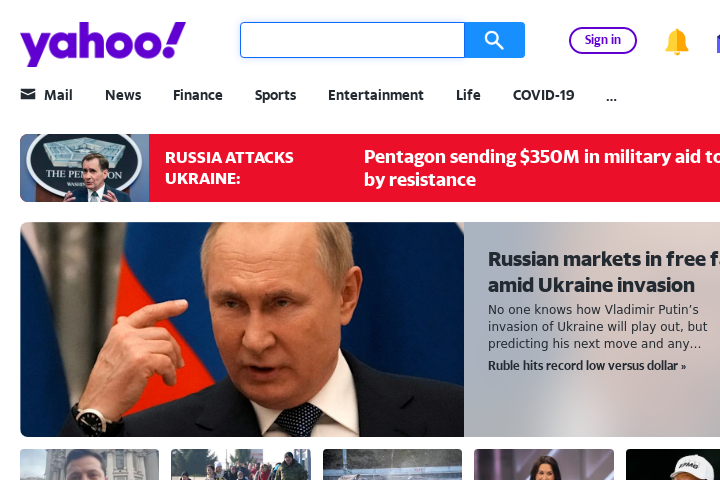 yahoo!
Sign in
Mail
News
Finance
Sports
Entertainment
Life
COVID-19
...
THE PENTAGON
WASHIN
RUSSIA ATTACKS
UKRAINE:
Pentagon sending $350M in military aid to
by resistance
Russian markets in free f
amid Ukraine invasion
No one knows how Vladimir Putin's
invasion of Ukraine will play out, but
predicting his next move and any…
Ruble hits record low versus dollar »
KPMG